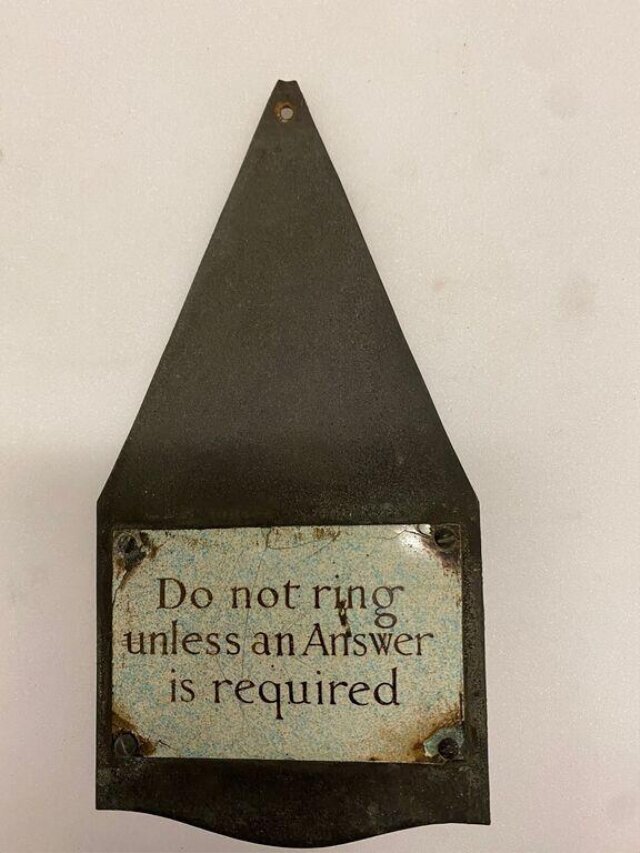 Do not ring
unless an Answer
is required